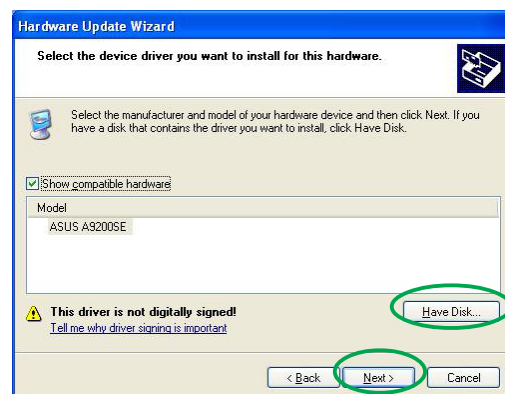 Hardware Update Wizard
Select the device driver you want to install for this hardware.
Select the manufacturer and model of your hardware device and then click Next. If you
have a disk that contains the driver you want to install, click Have Disk.
Show compatible hardware
Model
ASUS A9200SE
This driver is not digitally signed!
Have Disk...
Tell me why driver signing is important
< Back
Next >
Cancel